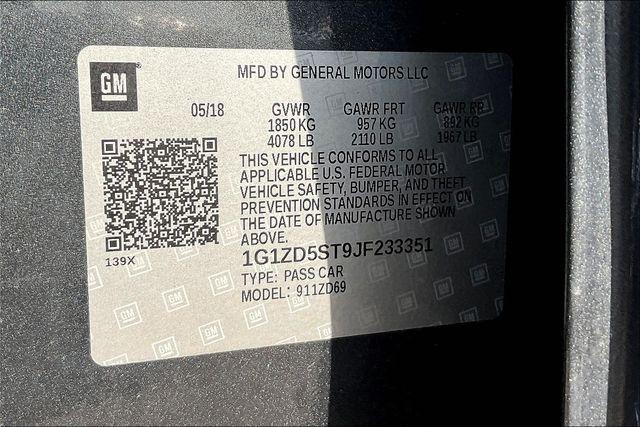 GM
MFD BY GENERAL MOTORS LLC
05/18 GVWR GAWR FRT GAWR RR
1850 KG 957 KG 892 KG
4078 LB 2110 LB 1967 LB
THIS VEHICLE CONFORMS TO ALL
APPLICABLE U.S. FEDERAL MOTOR
VEHICLE SAFETY, BUMPER, AND THEFT
PREVENTION STANDARDS IN EFFECT ON
THE DATE OF MANUFACTURE SHOWN
ABOVE.
139X
1G1ZD5ST9JF233351
TYPE: PASS CAR
MODEL: 911ZD69